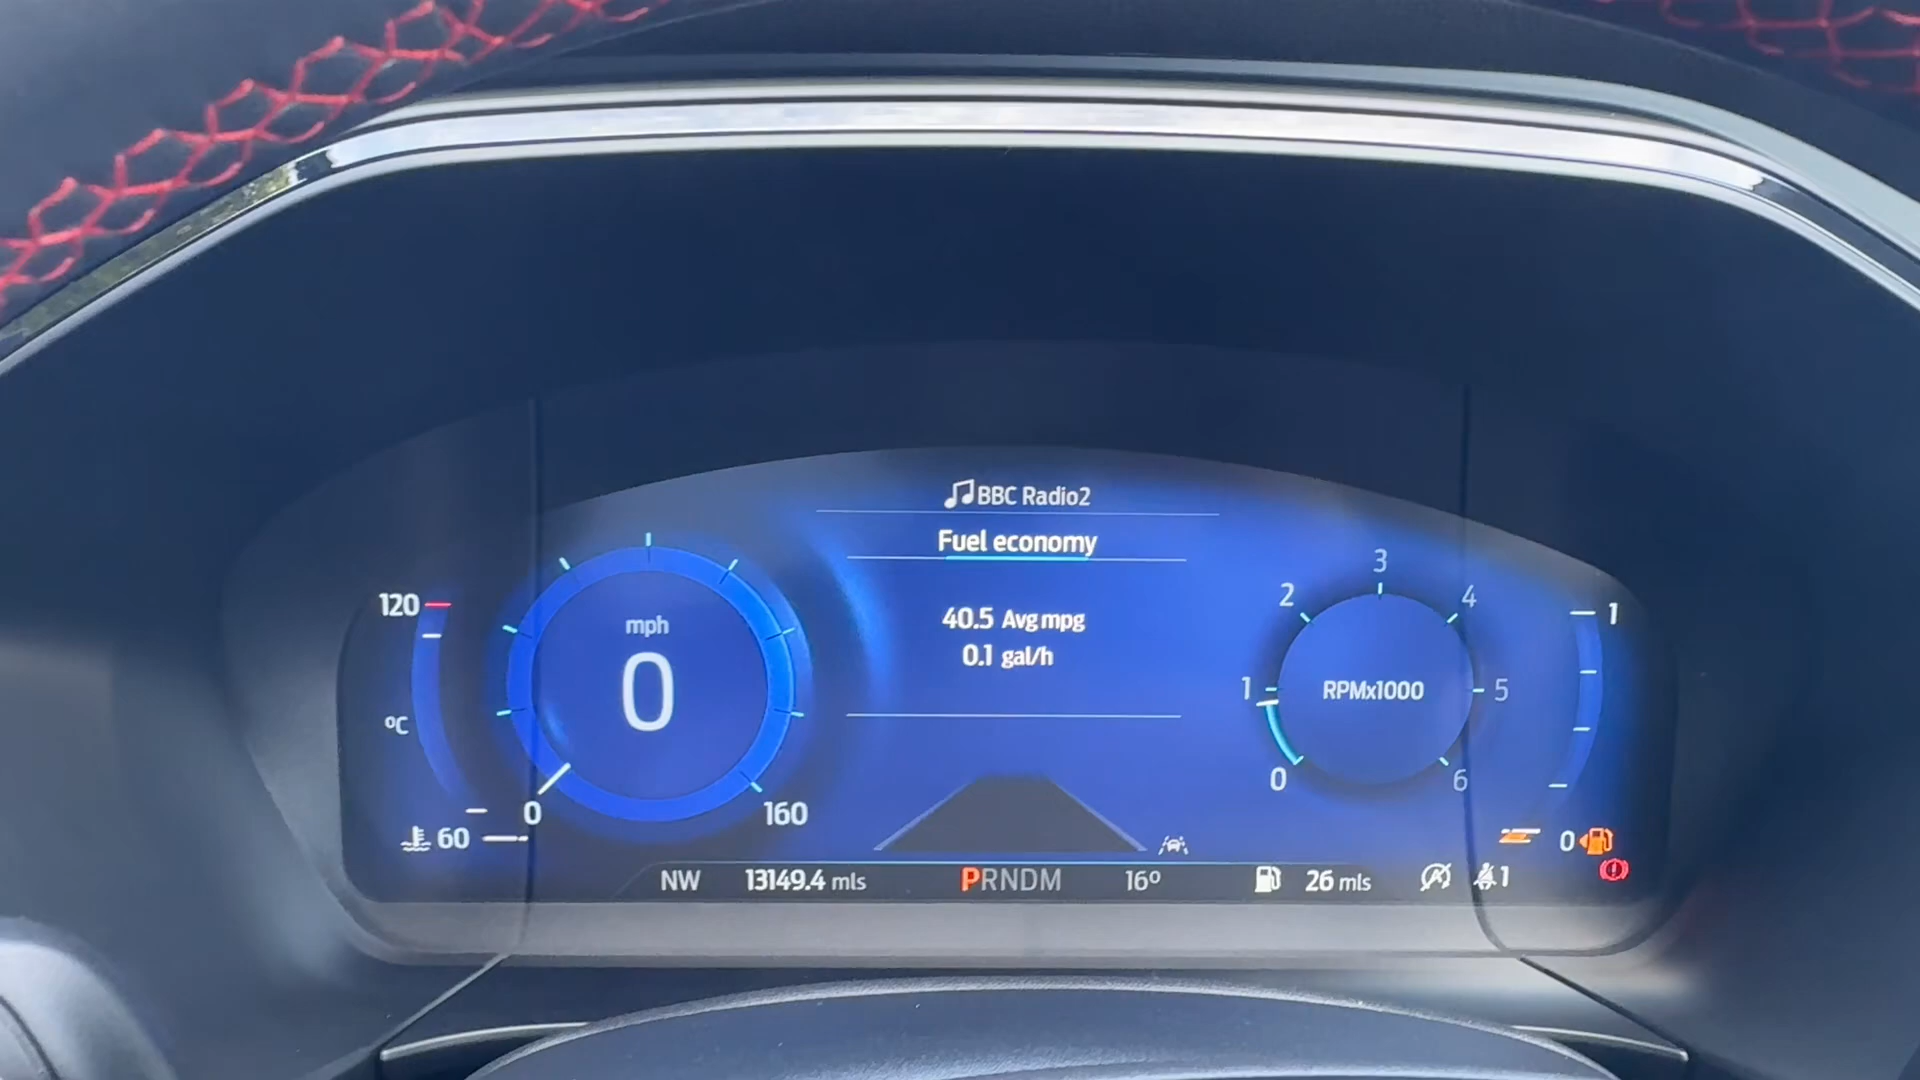 BBC Radio2
Fuel economy
40.5 Avg mpg
0.1 gal/h
120
°C
60
mph
0
0
160
0
1
2
3
4
5
6
RPMx1000
1
0
NW
13149.4 mls
PRNDM
16°
26 mls
1